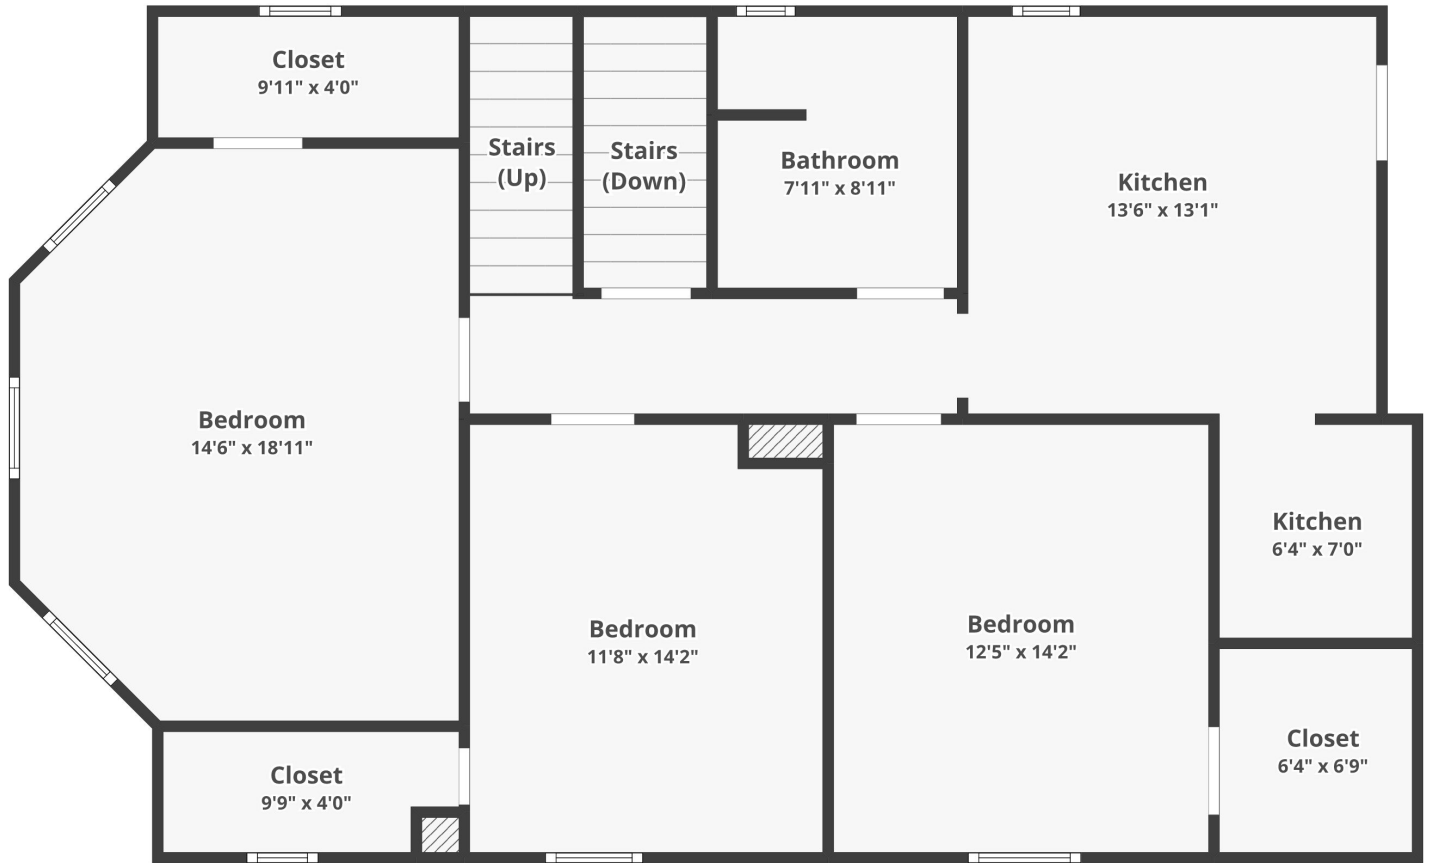 Closet
9'11" x 4'0"
Stairs
(Up)
Stairs
(Down)
Bathroom
7'11" x 8'11"
Kitchen
13'6" x 13'1"
Bedroom
14'6" x 18'11"
Kitchen
6'4" x 7'0"
Bedroom
11'8" x 14'2"
Bedroom
12'5" x 14'2"
Closet
9'9" x 4'0"
Closet
6'4" x 6'9"